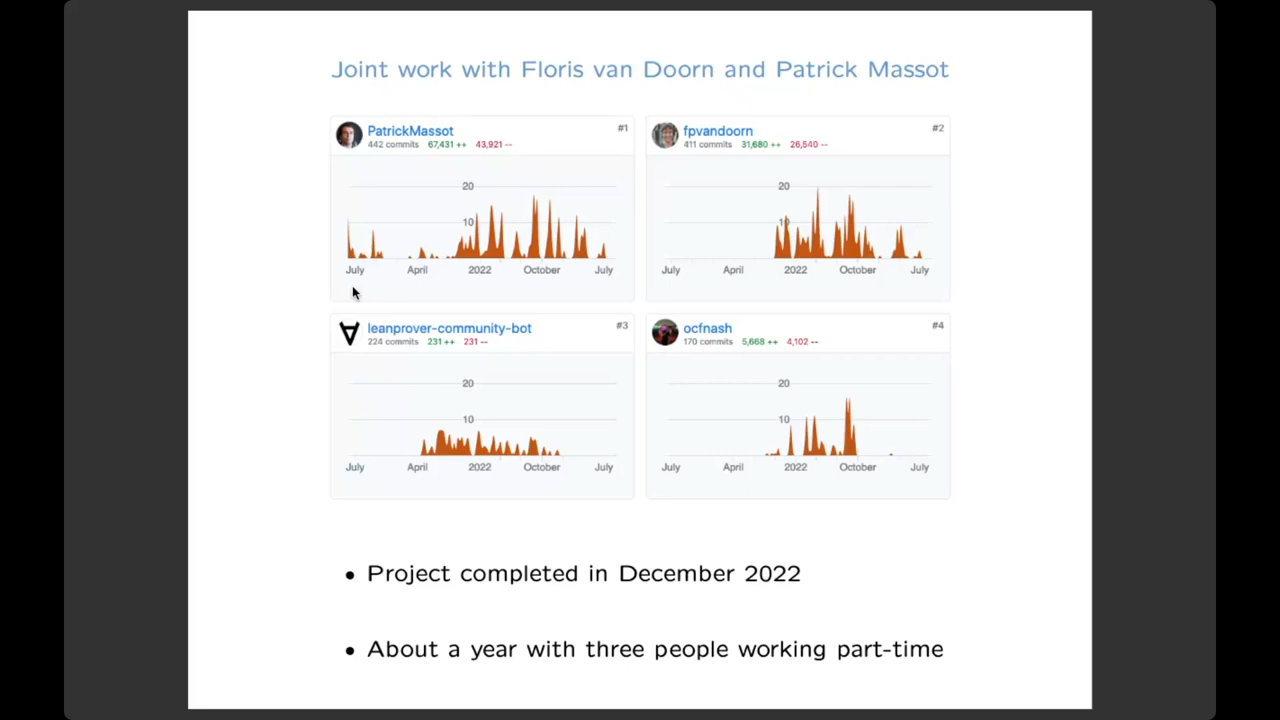 Joint work with Floris van Doorn and Patrick Massot
PatrickMassot
#1
442 commits 67,431 ++ 43,921 --
20
10
July April 2022 October July
fpvandoorn
#2
411 commits 31,680 ++ 26,540 --
20
10
July April 2022 October July
leanprover-community-bot
#3
224 commits 231 ++ 231 --
20
10
July April 2022 October July
ocfnash
#4
170 commits 5,668 ++ 4,102 --
20
10
July April 2022 October July
• Project completed in December 2022
• About a year with three people working part-time